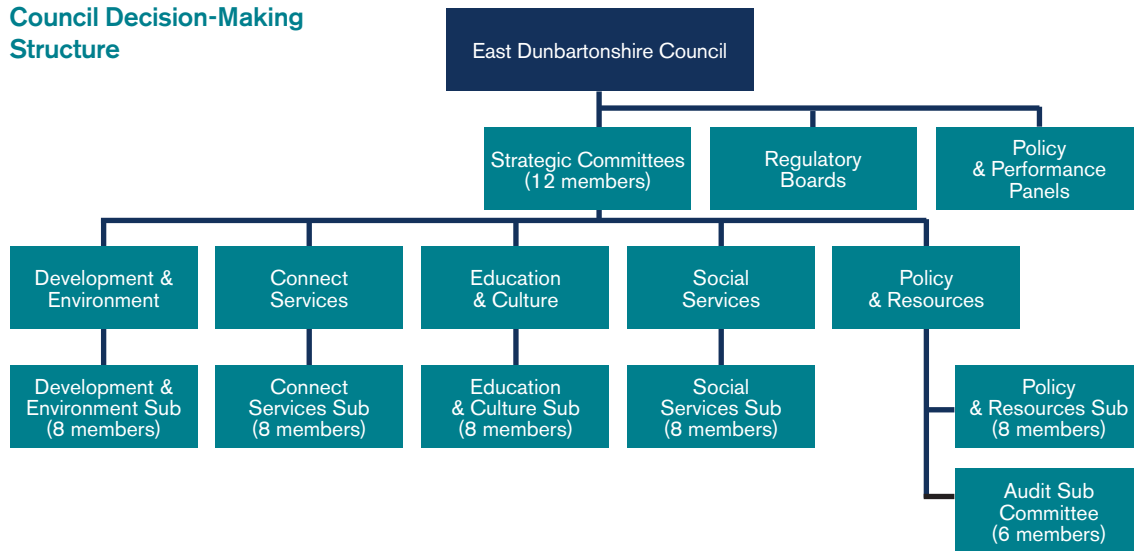 Council Decision-Making
Structure
East Dunbartonshire Council
Strategic Committees
(12 members)
Regulatory
Boards
Policy
& Performance
Panels
Development &
Environment
Connect
Services
Education
& Culture
Social
Services
Policy
& Resources
Development &
Environment Sub
(8 members)
Connect
Services Sub
(8 members)
Education
& Culture Sub
(8 members)
Social
Services Sub
(8 members)
Policy
& Resources Sub
(8 members)
Audit Sub
Committee
(6 members)